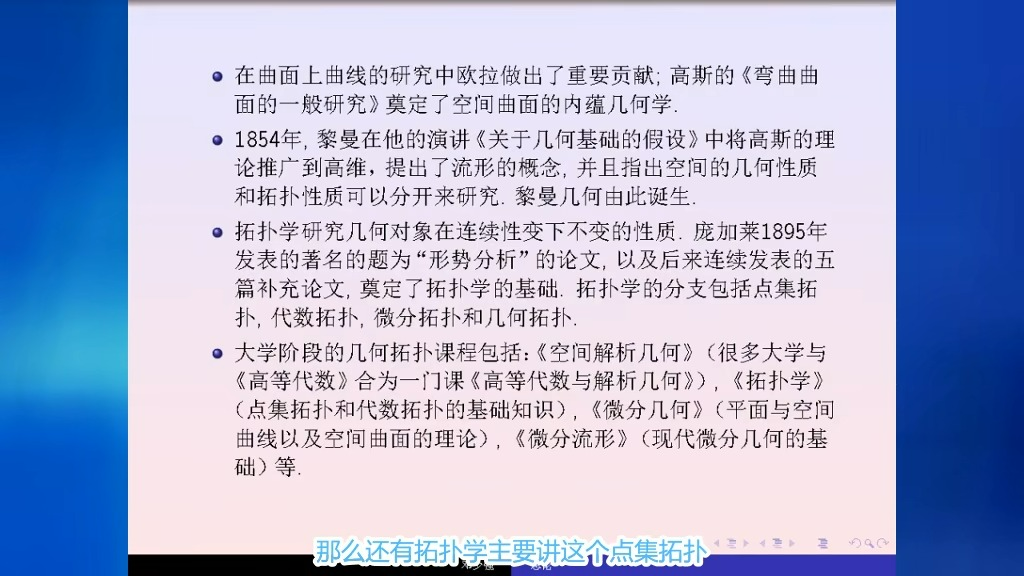 在曲面上曲线的研究中欧拉做出了重要贡献; 高斯的《弯曲曲
面的一般研究》奠定了空间曲面的内蕴几何学.
1854年, 黎曼在他的演讲《关于几何基础的假设》中将高斯的理
论推广到高维，提出了流形的概念, 并且指出空间的几何性质
和拓扑性质可以分开来研究. 黎曼几何由此诞生.
拓扑学研究几何对象在连续性变下不变的性质. 庞加莱1895年
发表的著名的题为“形势分析”的论文, 以及后来连续发表的五
篇补充论文, 奠定了拓扑学的基础. 拓扑学的分支包括点集拓
扑, 代数拓扑, 微分拓扑和几何拓扑.
大学阶段的几何拓扑课程包括:《空间解析几何》（很多大学与
《高等代数》合为一门课《高等代数与解析几何》）, 《拓扑学》
（点集拓扑和代数拓扑的基础知识）, 《微分几何》（平面与空间
曲线以及空间曲面的理论）, 《微分流形》（现代微分几何的基
础）等.
那么还有拓扑学主要讲这个点集拓扑